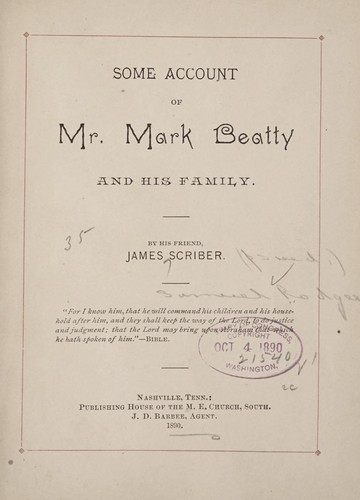 SOME ACCOUNT
OF
Mr. Mark Beatty
AND HIS FAMILY.
35
BY HIS FRIEND,
JAMES SCRIBER.
"For I know him, that he will command his children and his house-
hold after him, and they shall keep the way of the Lord, to do justice
and judgment; that the Lord may bring upon Abraham that which
he hath spoken of him."—BIBLE.
COPYRIGHT
OCT 4 1890
21540
WASHINGTON.
NASHVILLE, TENN.:
PUBLISHING HOUSE OF THE M. E. CHURCH, SOUTH.
J. D. BARBEE, AGENT.
1890.